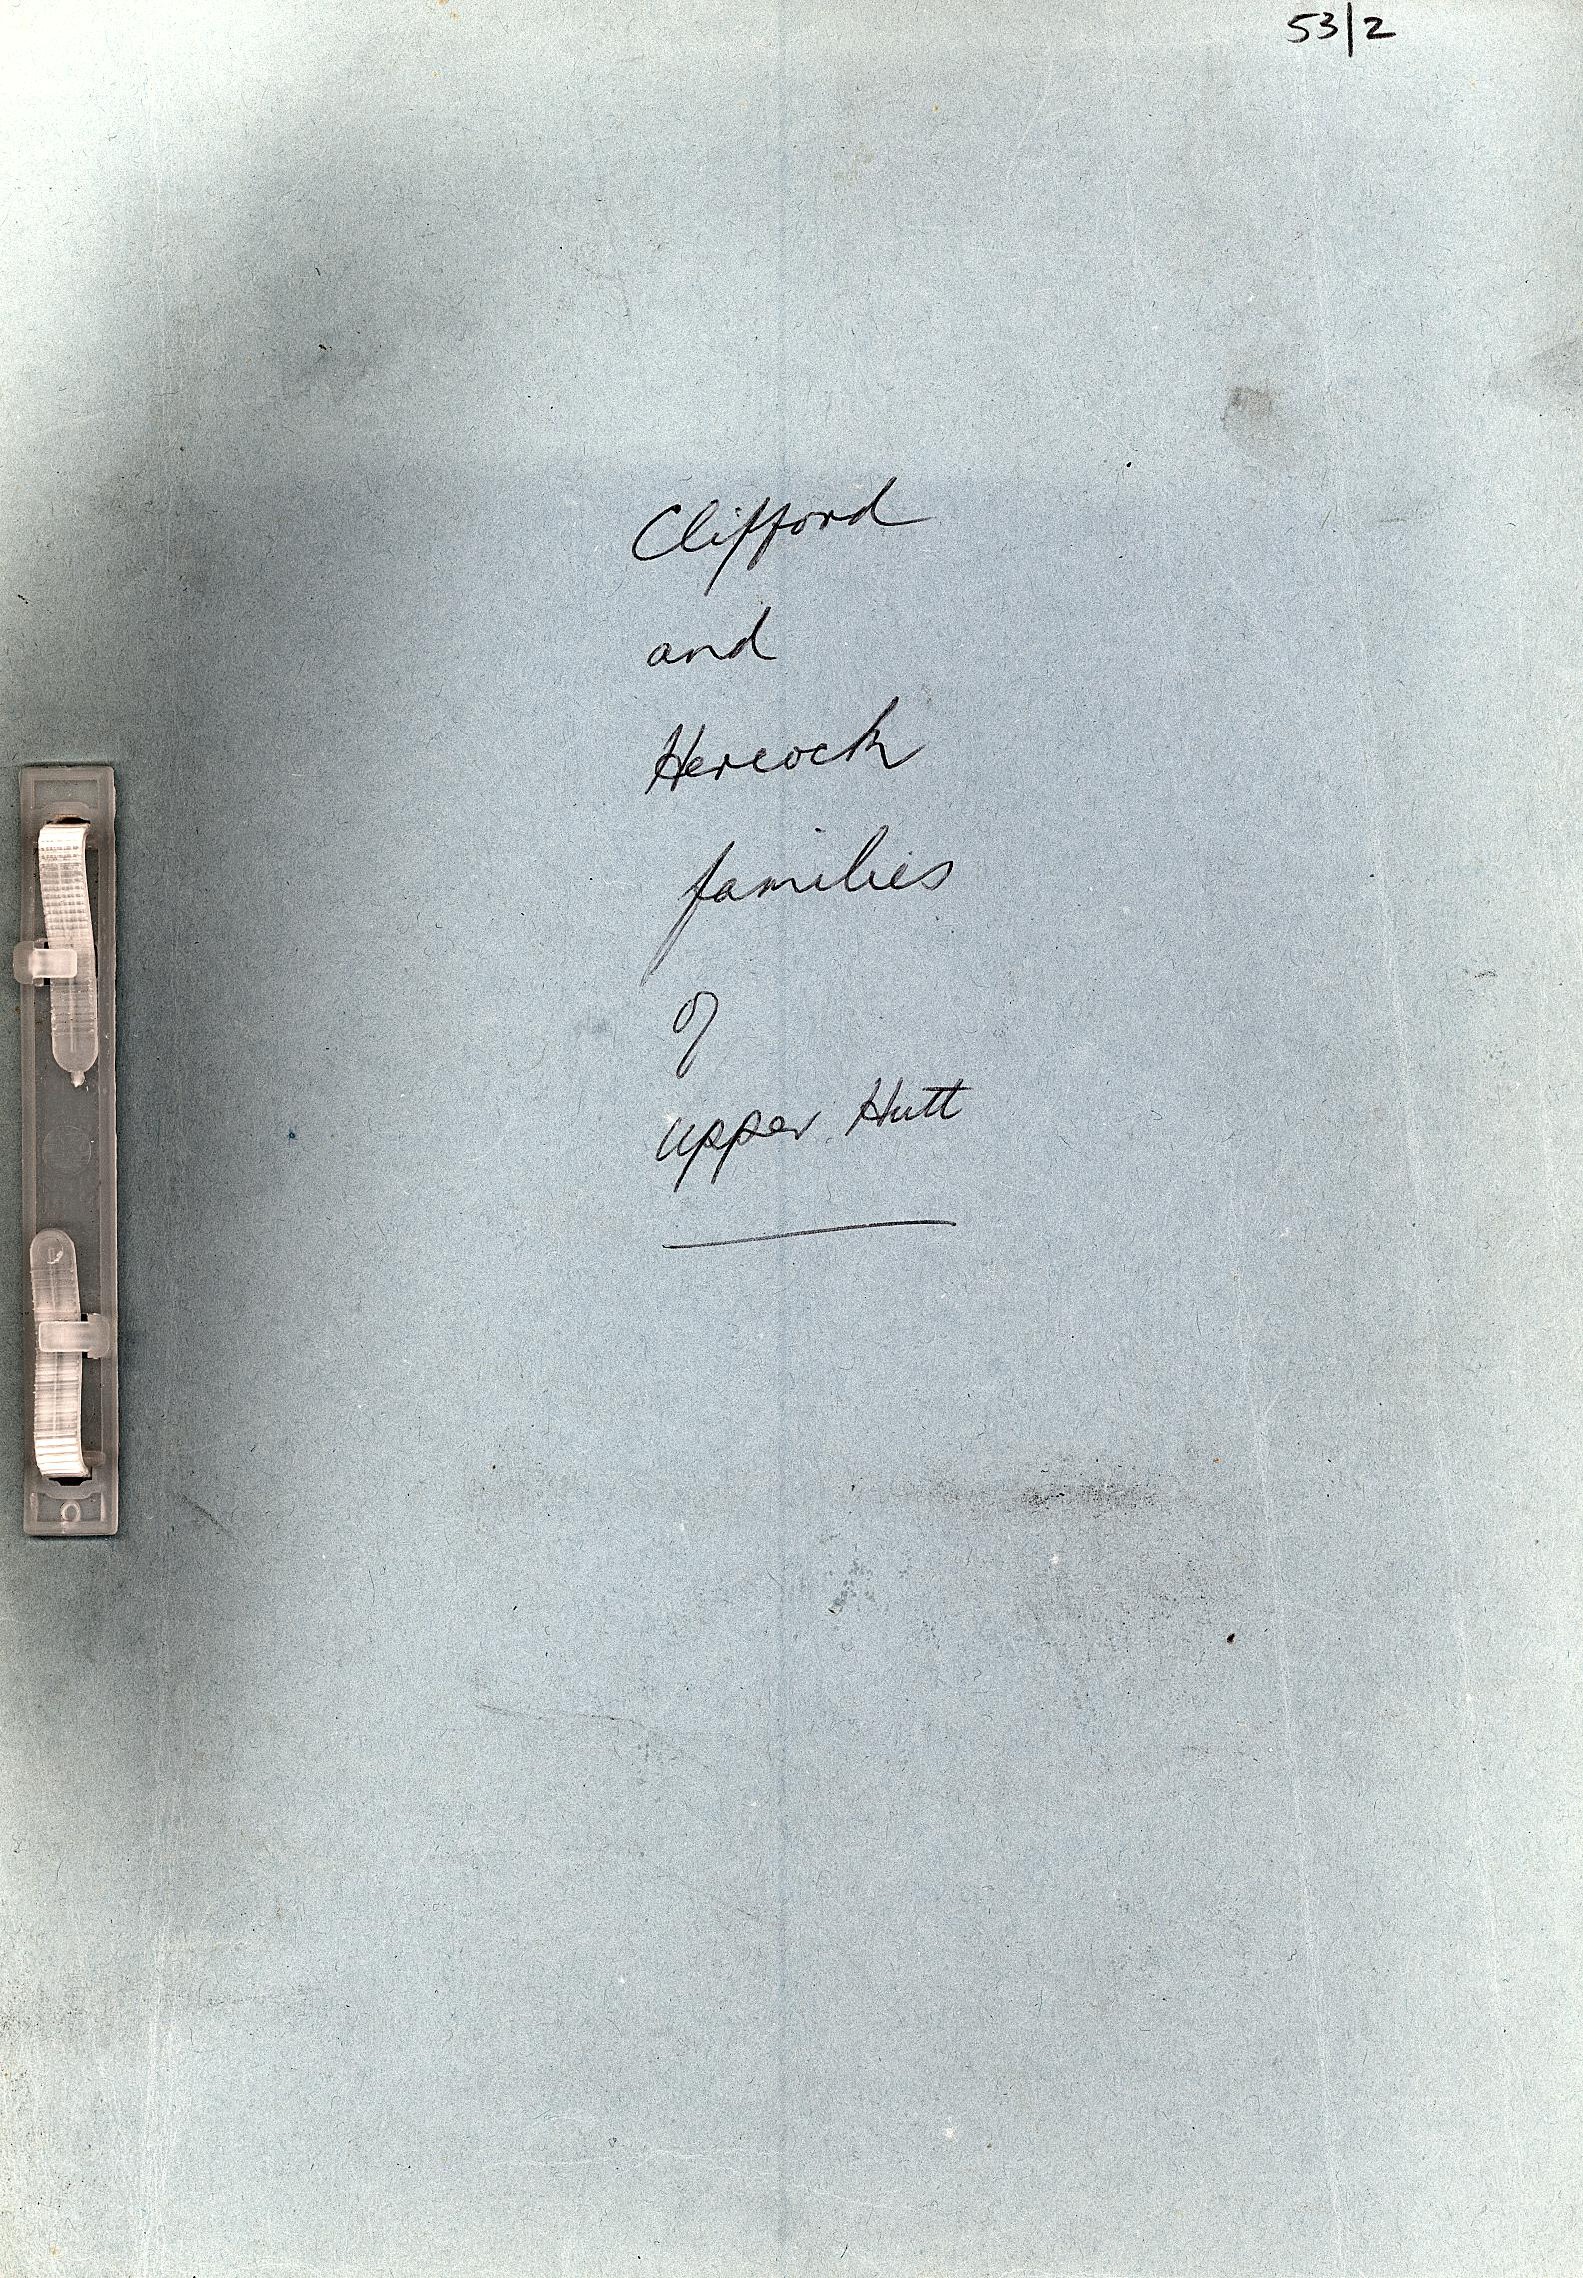 53/2
Clifford
and
Hercock
families
of
Upper Hutt